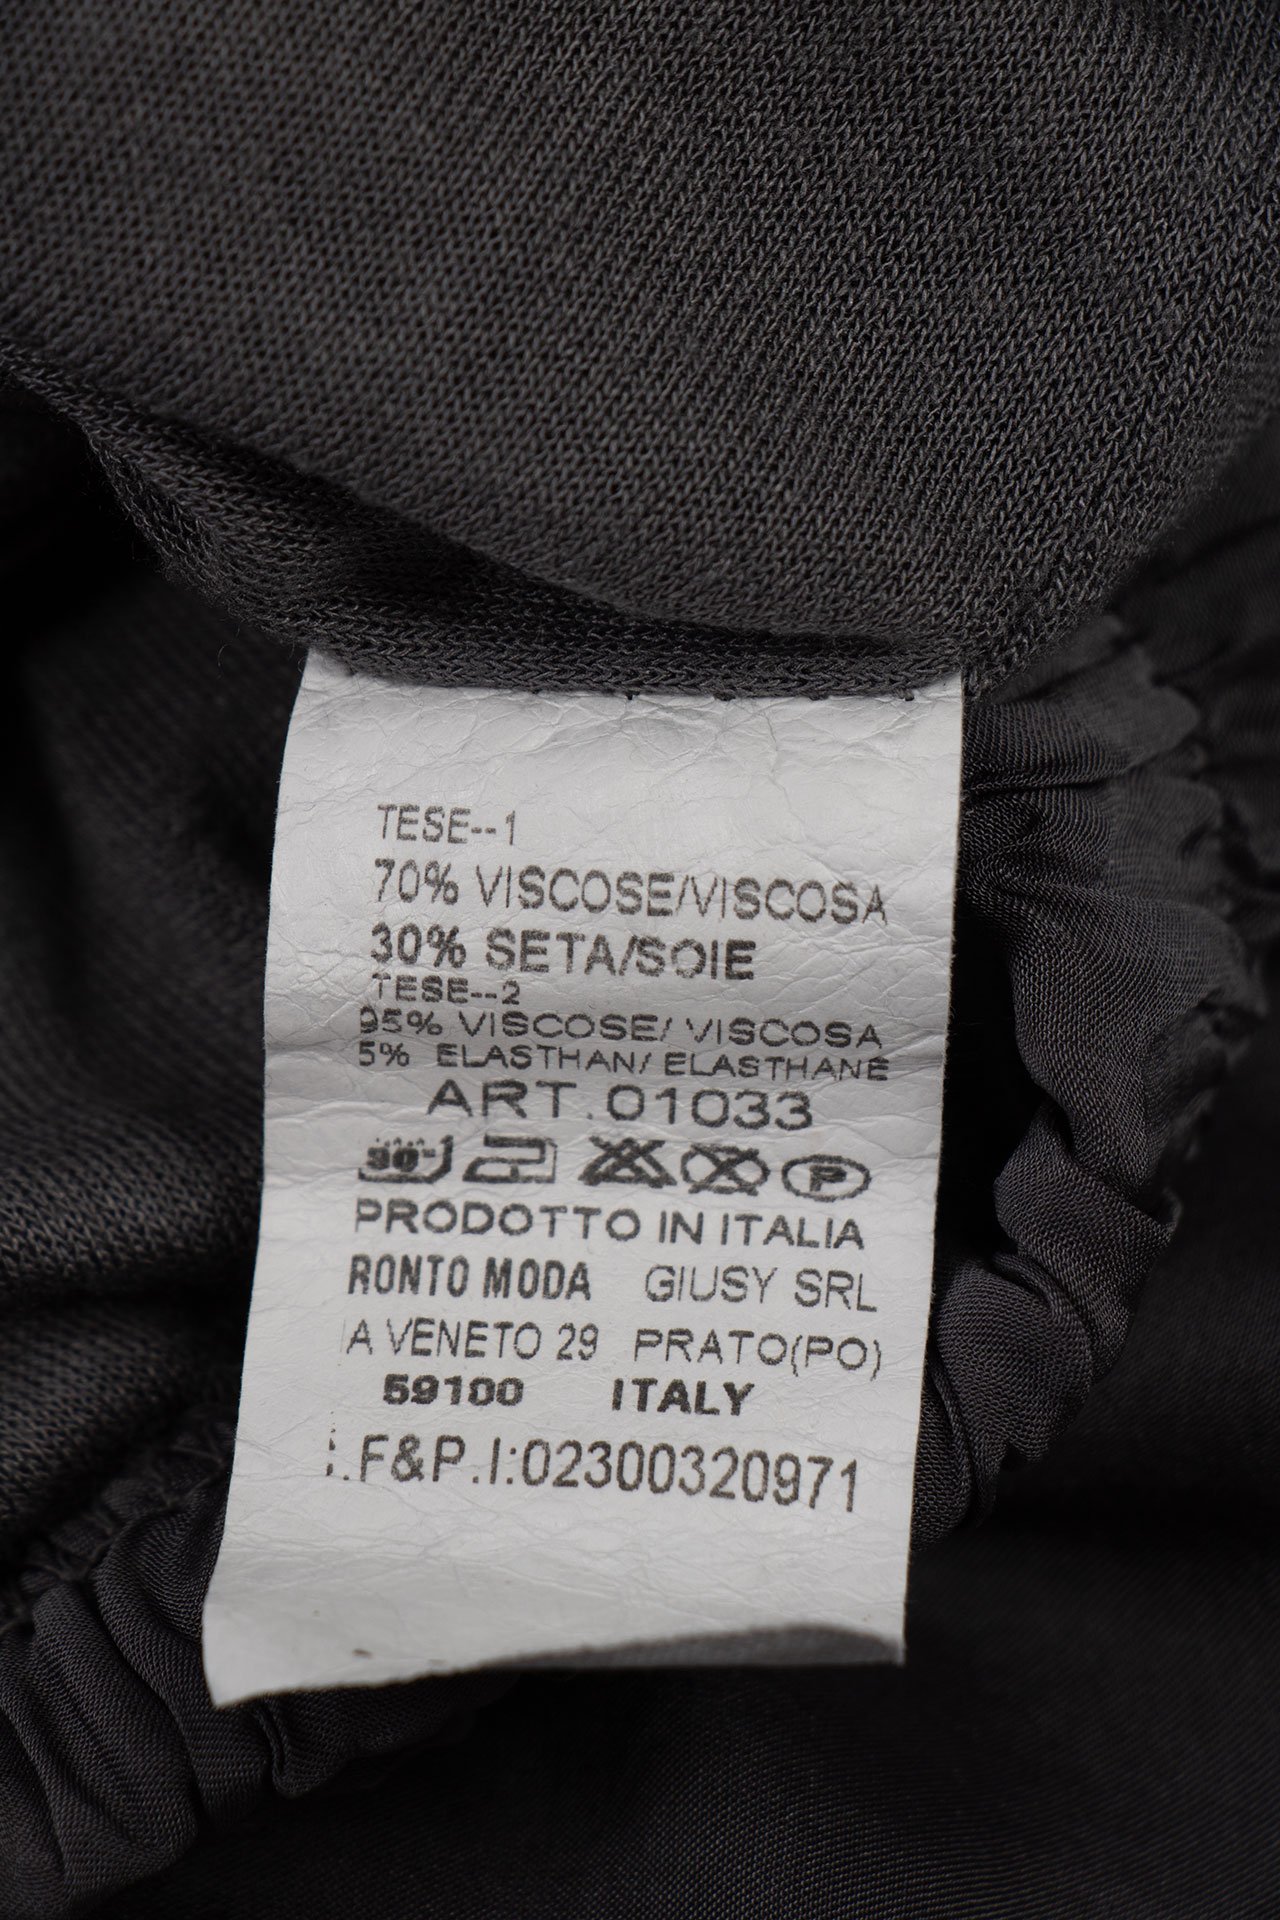 TESE--1
70% VISCOSE/VISCOSA
30% SETA/SOIE
TESE--2
95% VISCOSE/ VISCOSA
5% ELASTHAN/ ELASTHANE
ART.01033
P
PRODOTTO IN ITALIA
RONTO MODA GIUSY SRL
IA VENETO 29 PRATO(PO)
59100 ITALY
.F&P.I:02300320971